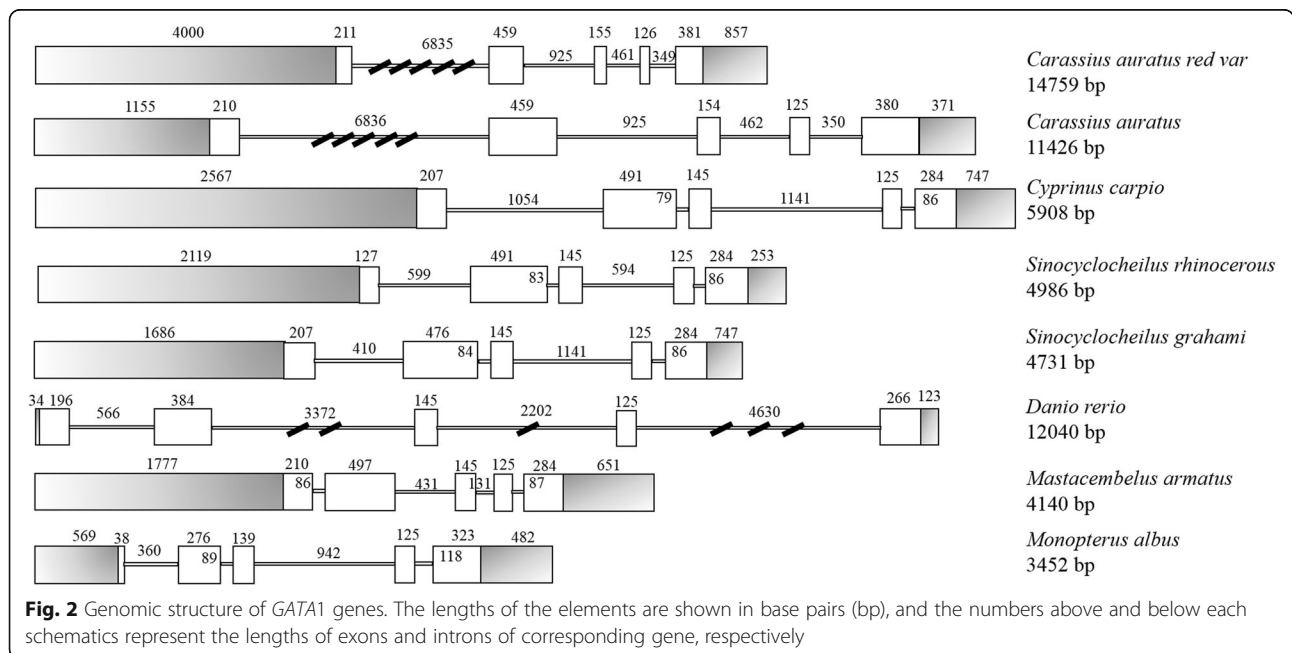 4000 211 6835 459 155 126 381 857
925 461 349
Carassius auratus red var
14759 bp
1155 210 6836 459 154 125 380 371
925 462 350
Carassius auratus
11426 bp
2567 207 491 145 125 284 747
1054 79 1141 86
Cyprinus carpio
5908 bp
2119 127 491 145 125 284 253
599 83 594 86
Sinocyclocheilus rhinocerous
4986 bp
1686 207 476 145 125 284 747
410 84 1141 86
Sinocyclocheilus grahami
4731 bp
34 196 384 145 125 266 123
566 3372 2202 4630
Danio rerio
12040 bp
1777 210 497 145 125 284 651
86 431 131 87
Mastacembelus armatus
4140 bp
569 38 276 139 125 323 482
360 89 942 118
Monopterus albus
3452 bp
Fig. 2 Genomic structure of GATA1 genes. The lengths of the elements are shown in base pairs (bp), and the numbers above and below each
schematics represent the lengths of exons and introns of corresponding gene, respectively